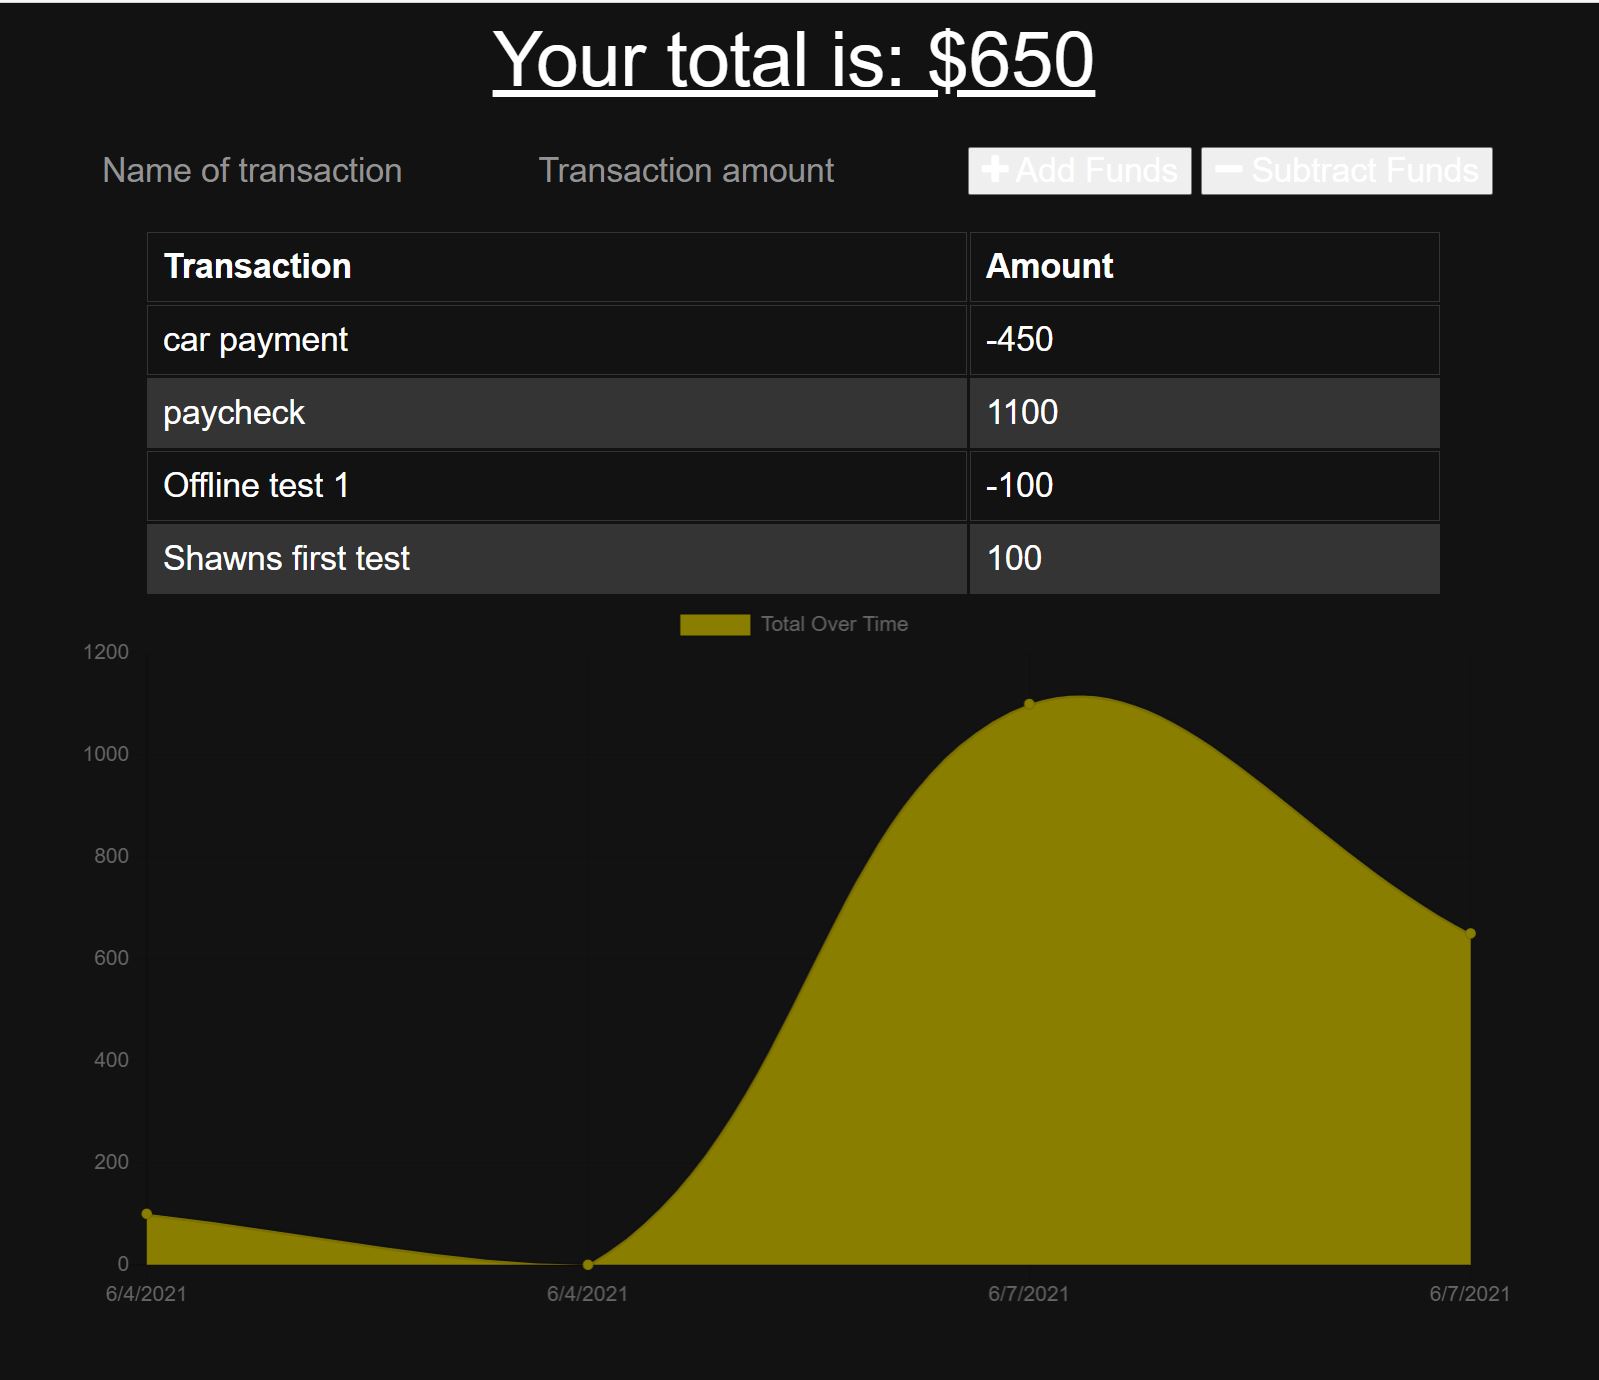 Your total is: $650
Name of transaction Transaction amount Add Funds Subtract Funds
Transaction Amount
car payment -450
paycheck 1100
Offline test 1 -100
Shawns first test 100
Total Over Time
1200
1000
800
600
400
200
0
6/4/2021 6/4/2021 6/7/2021 6/7/2021